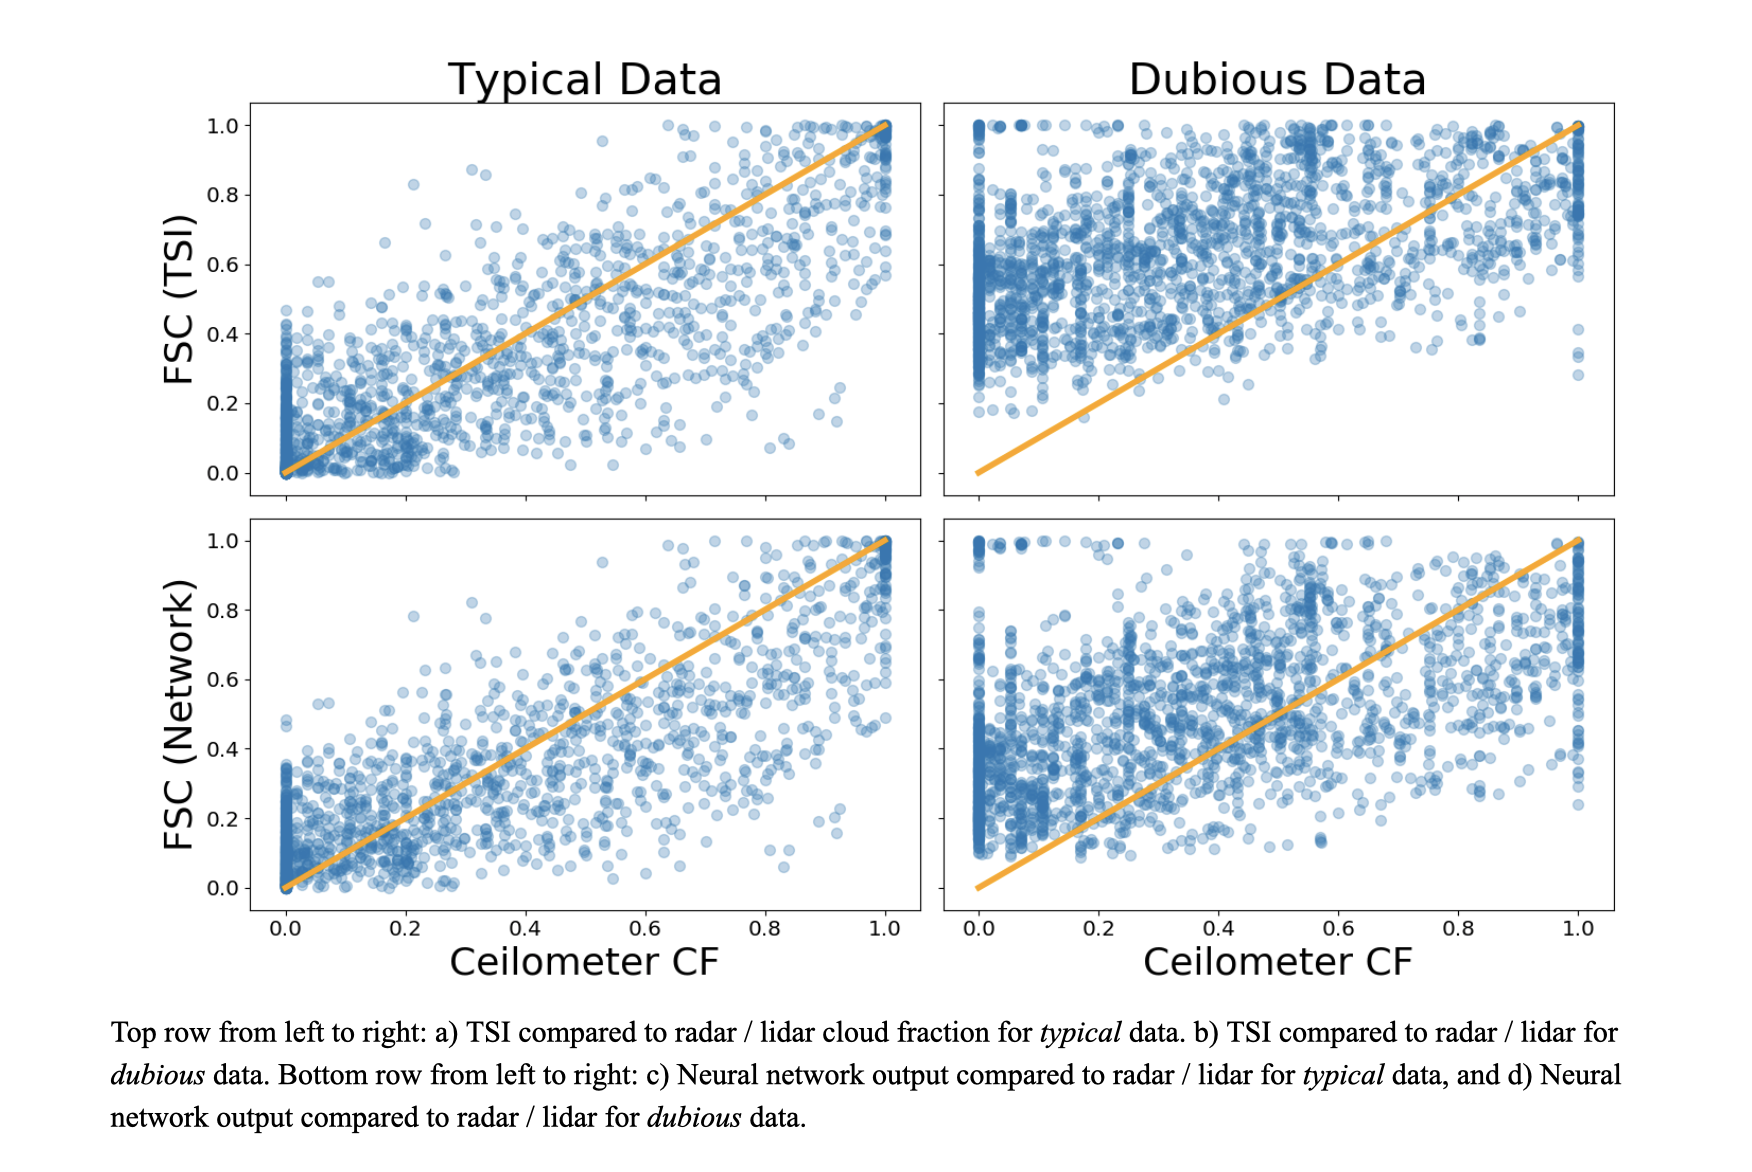 Typical Data
Dubious Data
FSC (TSI)
1.0
0.8
0.6
0.4
0.2
0.0
FSC (Network)
1.0
0.8
0.6
0.4
0.2
0.0
0.0 0.2 0.4 0.6 0.8 1.0
0.0 0.2 0.4 0.6 0.8 1.0
Ceilometer CF
Ceilometer CF
Top row from left to right: a) TSI compared to radar / lidar cloud fraction for typical data. b) TSI compared to radar / lidar for
dubious data. Bottom row from left to right: c) Neural network output compared to radar / lidar for typical data, and d) Neural
network output compared to radar / lidar for dubious data.